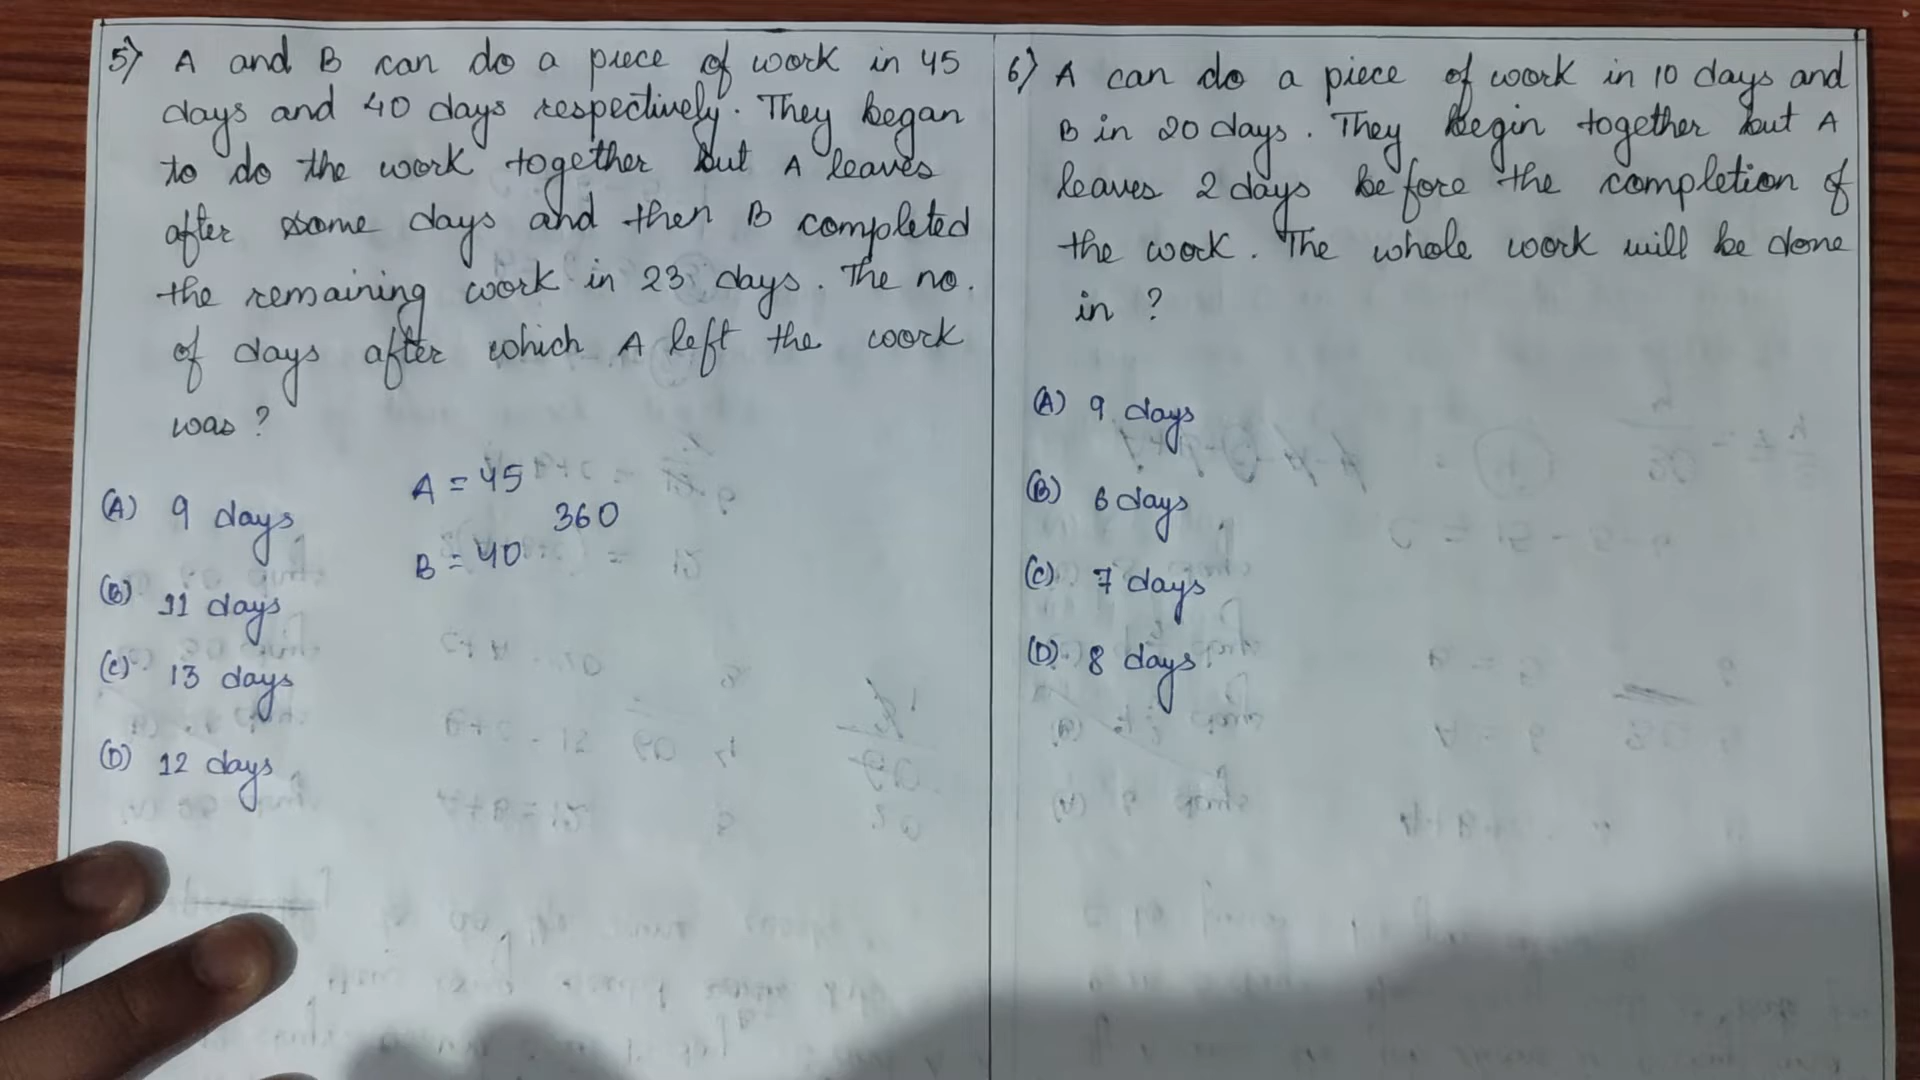 5) A and B can do a piece of work in 45
days and 40 days respectively. They began
to do the work together but A leaves
after some days and then B completed
the remaining work in 23 days. The no.
of days after which A left the work
was ?
(A) 9 days
(B) 11 days
(C) 13 days
(D) 12 days
A = 45
360
B = 40
6) A can do a piece of work in 10 days and
B in 20 days. They begin together but A
leaves 2 days before the completion of
the work. The whole work will be done
in ?
(A) 9 days
(B) 6 days
(C) 7 days
(D) 8 days